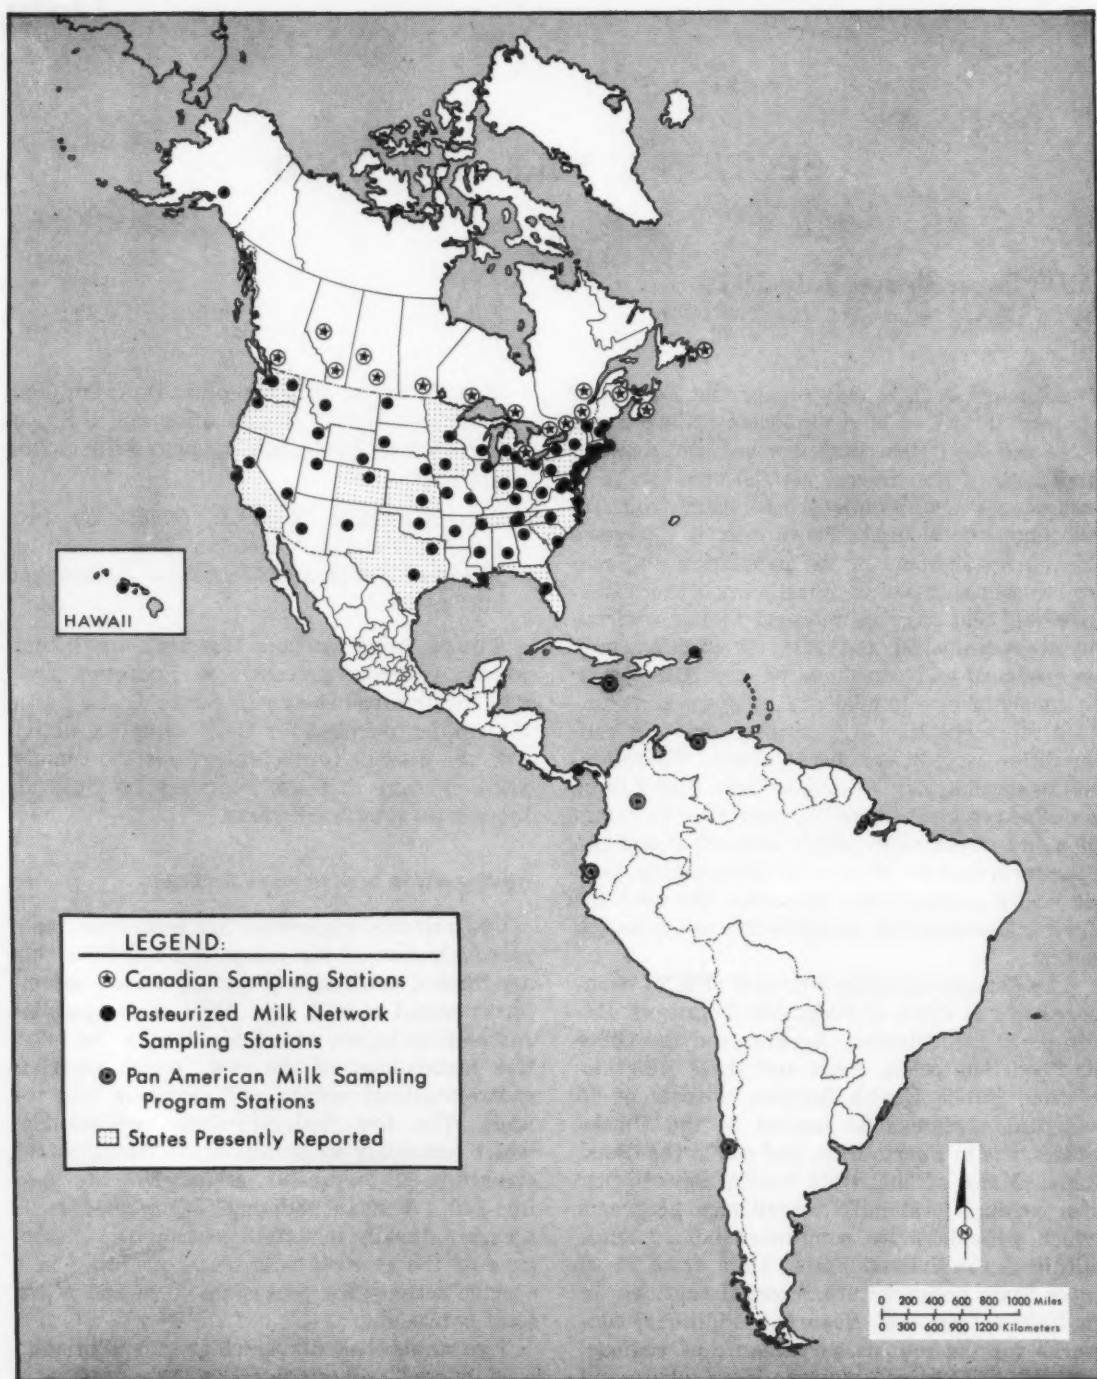 HAWAII
LEGEND:
Canadian Sampling Stations
Pasteurized Milk Network
Sampling Stations
Pan American Milk Sampling
Program Stations
States Presently Reported
N
0 200 400 600 800 1000 Miles
0 300 600 900 1200 Kilometers